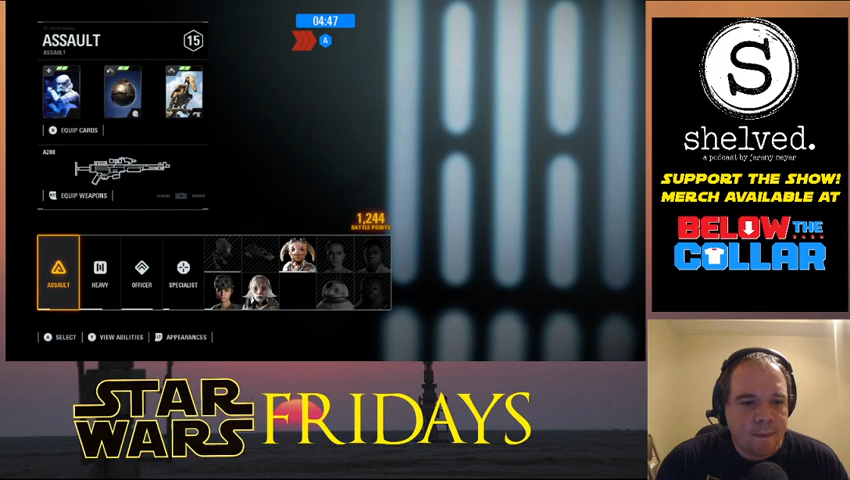 ASSAULT
ASSAULT
15
04:47
A
EQUIP CARDS
A280
EQUIP WEAPONS
1,244
BATTLE POINTS
ASSAULT
HEAVY
OFFICER
SPECIALIST
A SELECT
Y VIEW ABILITIES
APPEARANCES
S
shelved.
a podcast by jeremy meyer
SUPPORT THE SHOW!
MERCH AVAILABLE AT
BELOW THE
COLLAR
STAR
WARS
FRIDAYS